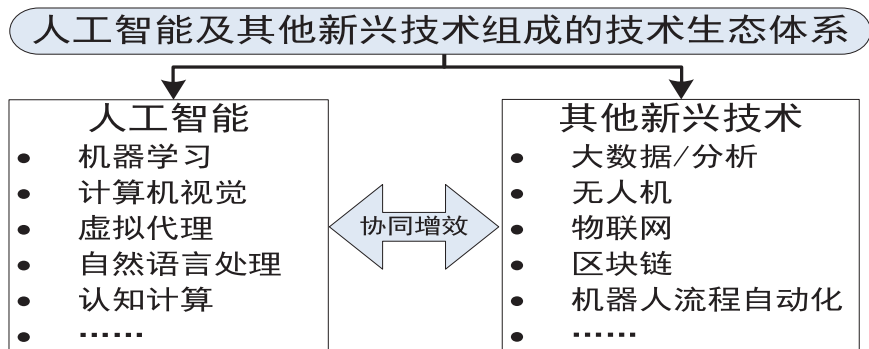 人工智能及其他新兴技术组成的技术生态体系
人工智能
• 机器学习
• 计算机视觉
• 虚拟代理
• 自然语言处理
• 认知计算
• ……
协同增效
其他新兴技术
• 大数据/分析
• 无人机
• 物联网
• 区块链
• 机器人流程自动化
• ……